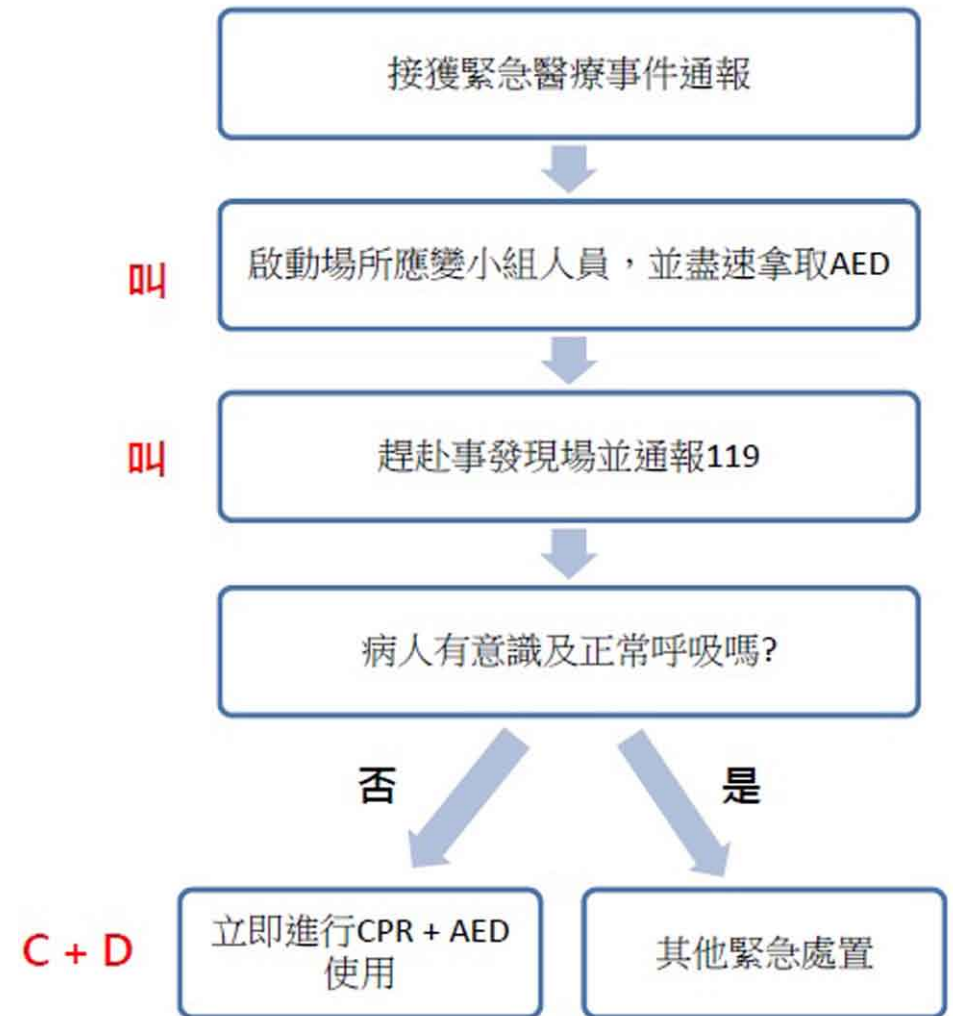 接獲緊急醫療事件通報
叫
啟動場所應變小組人員，並盡速拿取AED
叫
趕赴事發現場並通報119
病人有意識及正常呼吸嗎?
否
是
C + D
立即進行CPR + AED
使用
其他緊急處置